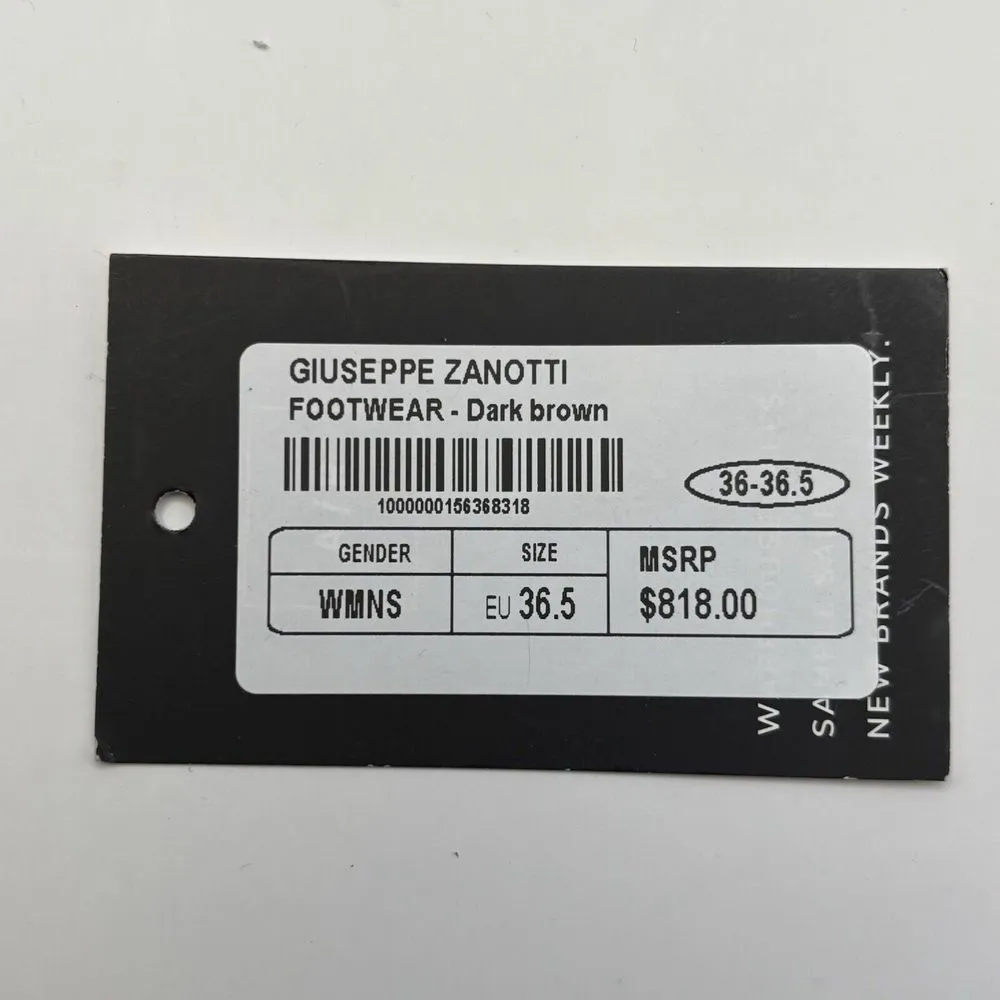 GIUSEPPE ZANOTTI
FOOTWEAR - Dark brown
1000000156368318
36-36.5
GENDER SIZE MSRP
WMNS EU 36.5 $818.00
NEW BRANDS WEEKLY.